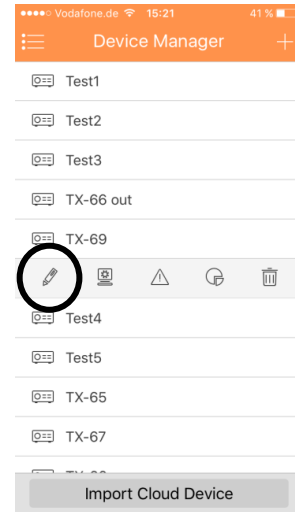 Vodafone.de 15:21 41 %
Device Manager
Test1
Test2
Test3
TX-66 out
TX-69
Test4
Test5
TX-65
TX-67
Import Cloud Device